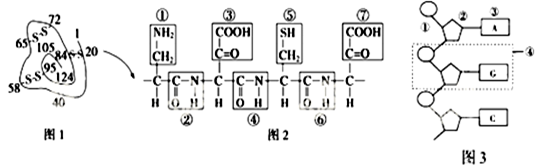 72
S-S
65
1
105
84
S-S
20
95
S-S
124
58
40
图1
① ③ ⑤ ⑦
NH₂ COOH SH COOH
CH₂ C=O CH₂ C=O
— C — C — N — C — C — N — C — C — N — C —
H O H H O H H O H H
② ④ ⑥
图2
① ② ③
A
④
G
C
图3